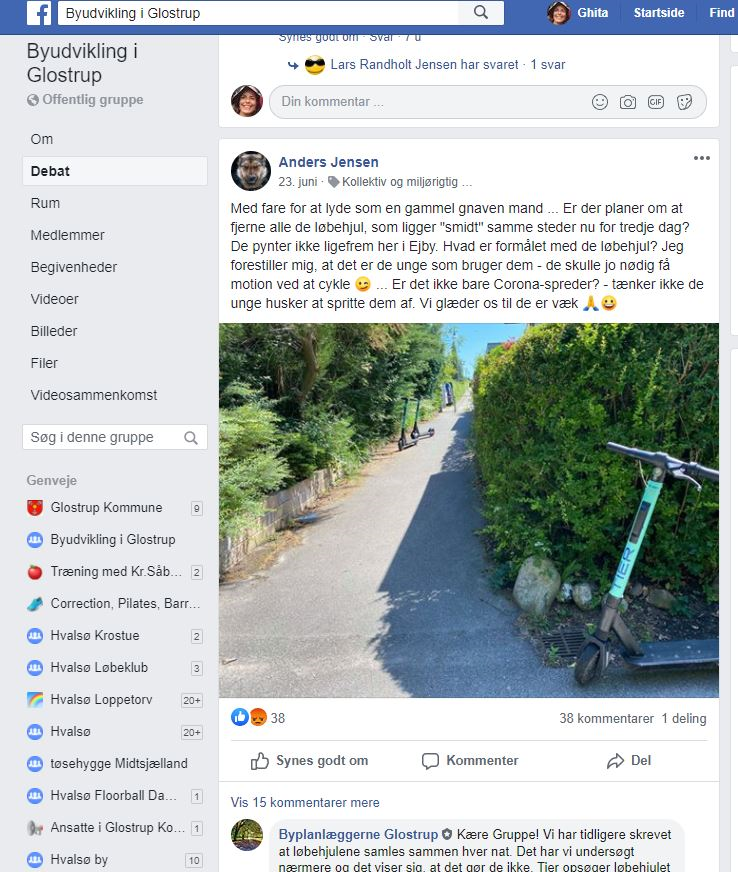 Byudvikling i Glostrup
Ghita
Startside
Find
Byudvikling i
Glostrup
Offentlig gruppe
Om
Debat
Rum
Medlemmer
Begivenheder
Videoer
Billeder
Filer
Videosammenkomst
Søg i denne gruppe
Genveje
Glostrup Kommune 9
Byudvikling i Glostrup
Træning med Kr.Såb... 2
Correction, Pilates, Barr...
Hvalsø Krostue 2
Hvalsø Løbeklub 3
Hvalsø Loppetorv 20+
Hvalsø 20+
tøsehygge Midtsjælland
Hvalsø Floorball Da... 1
Ansatte i Glostrup Ko... 1
Hvalsø by 10
Synes godt om · Svar · 7 u
Lars Randholt Jensen har svaret · 1 svar
Din kommentar ...
GIF
Anders Jensen
23. juni · Kollektiv og miljørigtig ...
Med fare for at lyde som en gammel gnaven mand ... Er der planer om at
fjerne alle de løbehjul, som ligger "smidt" samme steder nu for tredje dag?
De pynter ikke ligefrem her i Ejby. Hvad er formålet med de løbehjul? Jeg
forestiller mig, at det er de unge som bruger dem - de skulle jo nødig få
motion ved at cykle 😉 ... Er det ikke bare Corona-spreder? - tænker ikke de
unge husker at spritte dem af. Vi glæder os til de er væk 🙏😀
TIER
38
38 kommentarer 1 deling
Synes godt om
Kommenter
Del
Vis 15 kommentarer mere
Byplanlæggerne Glostrup Kære Gruppe! Vi har tidligere skrevet
at løbehjulene samles sammen hver nat. Det har vi undersøgt
nærmere og det viser sig, at det gør de ikke. Tier opsøger løbehjulet